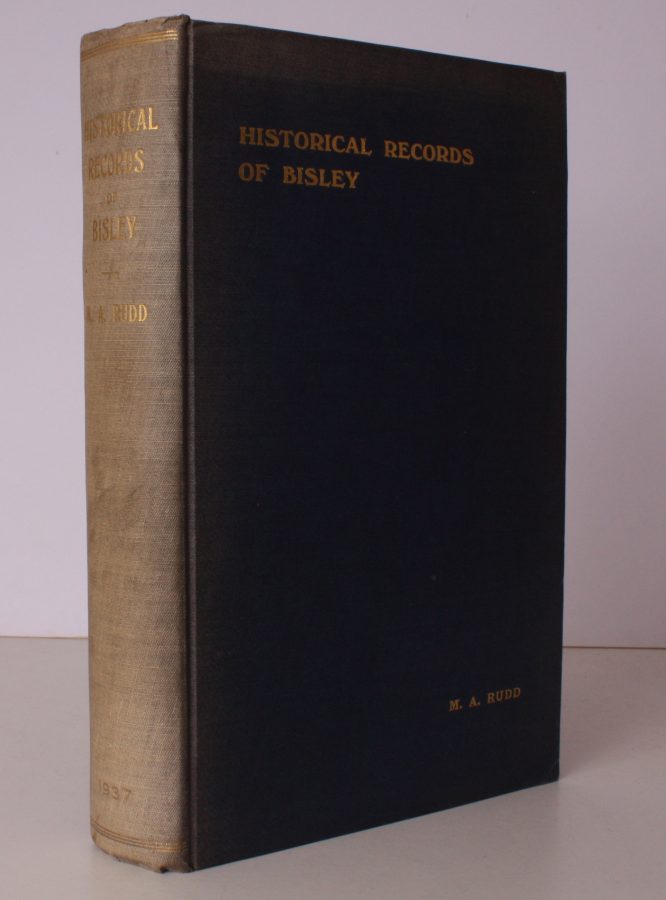 HISTORICAL
RECORDS
OF
BISLEY
M. A. RUDD
1937
HISTORICAL RECORDS
OF BISLEY
M. A. RUDD